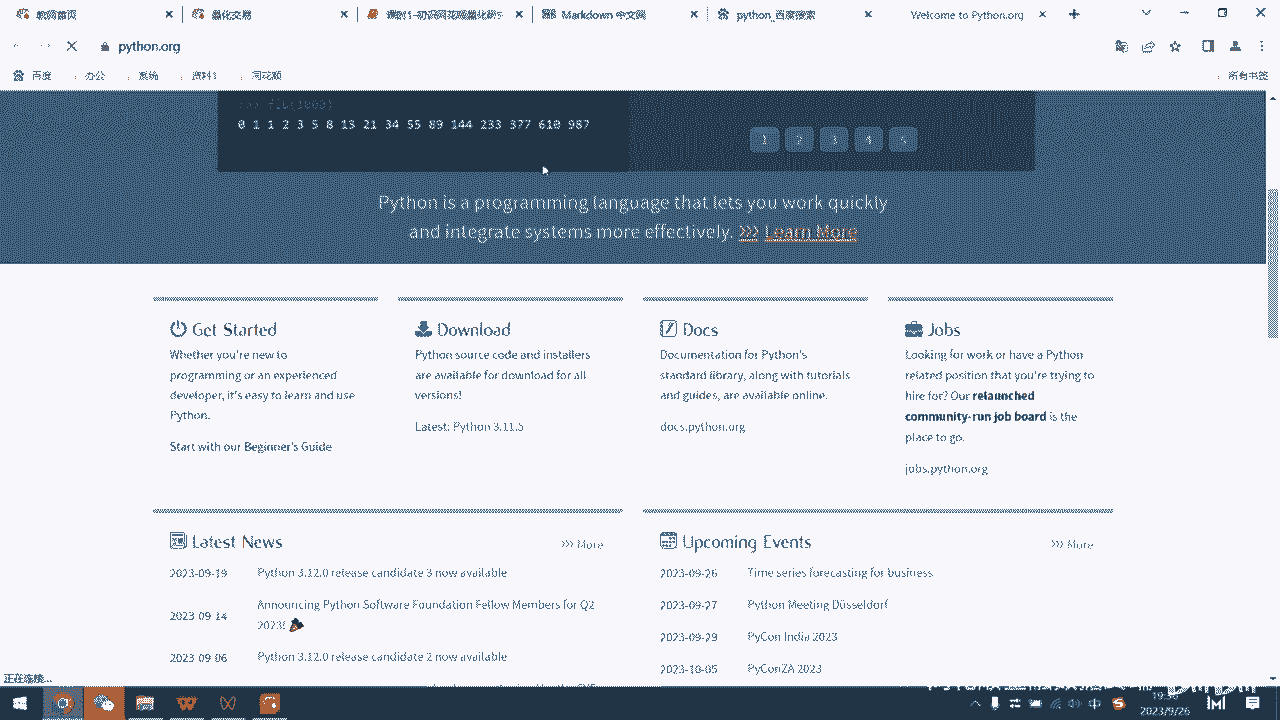 教师首页
量化交易
Markdown 中文网
python_百度搜索
Welcome to Python.org
python.org
百度
办公
系统
资料1
同花顺
所有书签
>>> fib(1000)
0 1 1 2 3 5 8 13 21 34 55 89 144 233 377 610 987
1 2 3 4 5
Python is a programming language that lets you work quickly
and integrate systems more effectively. >>> Learn More
Get Started
Whether you're new to
programming or an experienced
developer, it's easy to learn and use
Python.
Start with our Beginner's Guide
Download
Python source code and installers
are available for download for all
versions!
Latest: Python 3.11.5
Docs
Documentation for Python's
standard library, along with tutorials
and guides, are available online.
docs.python.org
Jobs
Looking for work or have a Python
related position that you're trying to
hire for? Our relaunched
community-run job board is the
place to go.
jobs.python.org
Latest News
>>> More
2023-09-19 Python 3.12.0 release candidate 3 now available
2023-09-14 Announcing Python Software Foundation Fellow Members for Q2
2023! 🎉
2023-09-06 Python 3.12.0 release candidate 2 now available
Upcoming Events
>>> More
2023-09-26 Time series forecasting for business
2023-09-27 Python Meeting Düsseldorf
2023-09-29 PyCon India 2023
2023-10-05 PyConZA 2023
正在连接...
中
2023/9/26